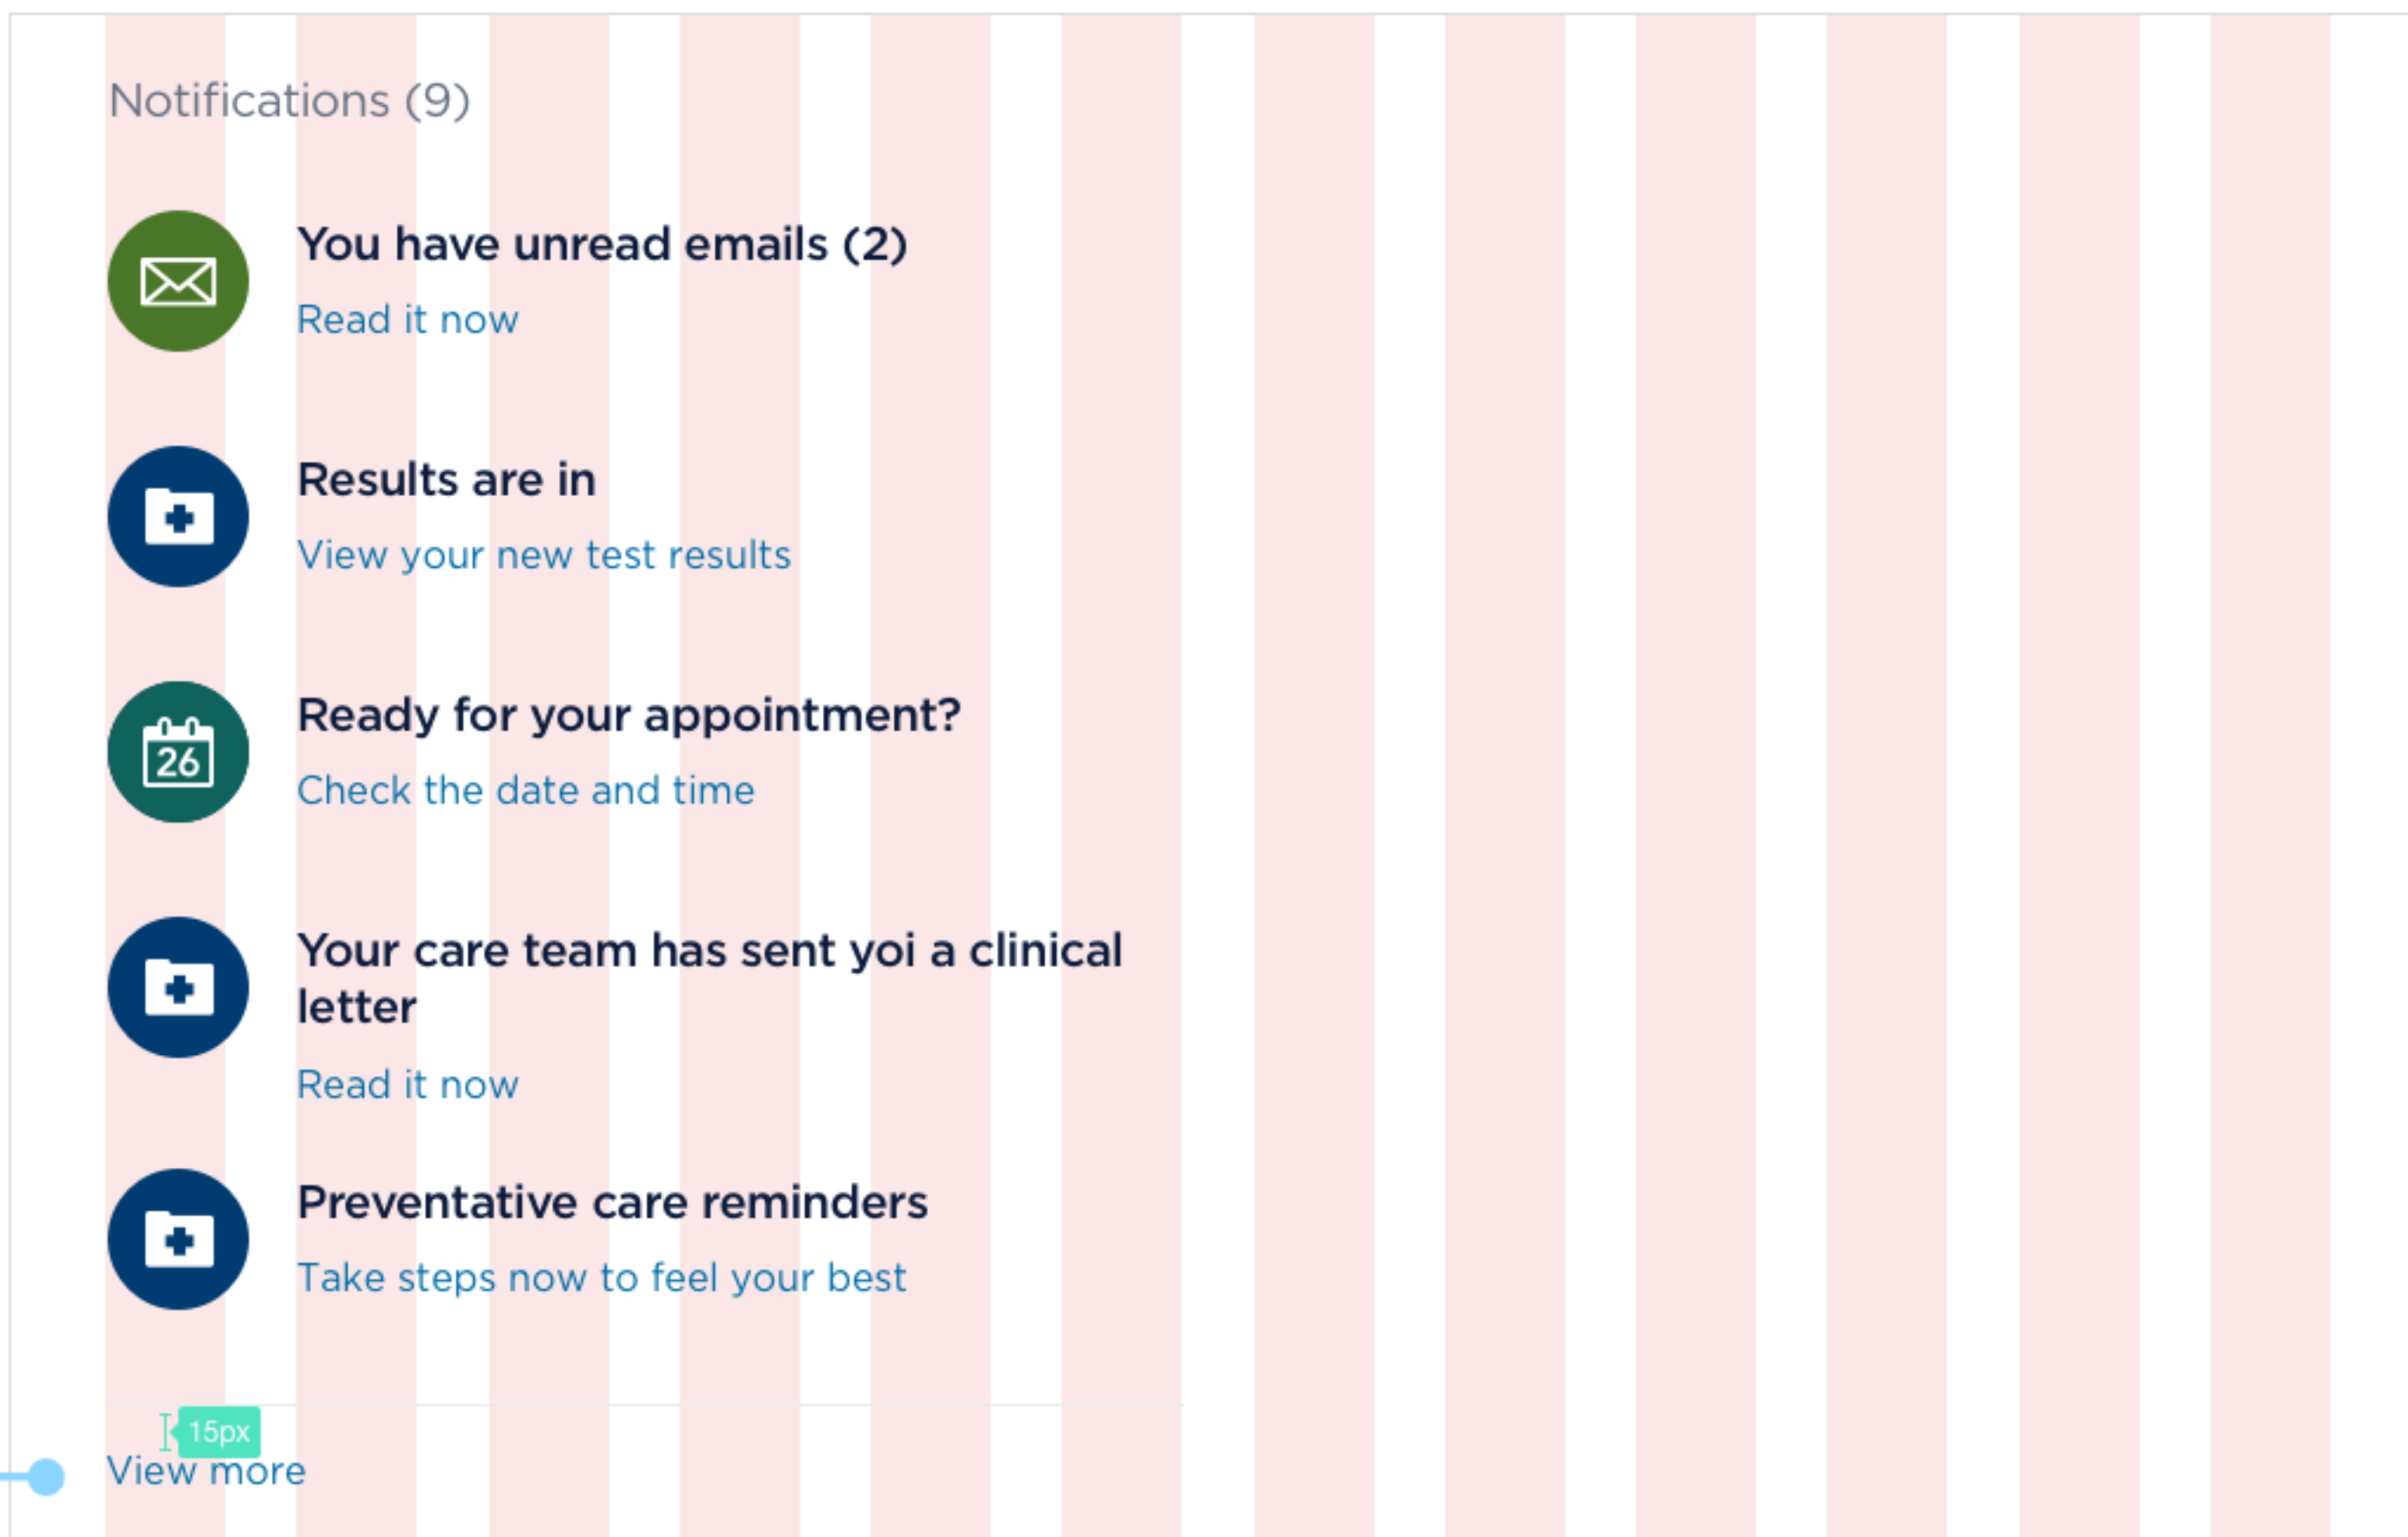 Notifications (9)
You have unread emails (2)
Read it now
Results are in
View your new test results
26
Ready for your appointment?
Check the date and time
Your care team has sent yoi a clinical
letter
Read it now
Preventative care reminders
Take steps now to feel your best
15px
View more